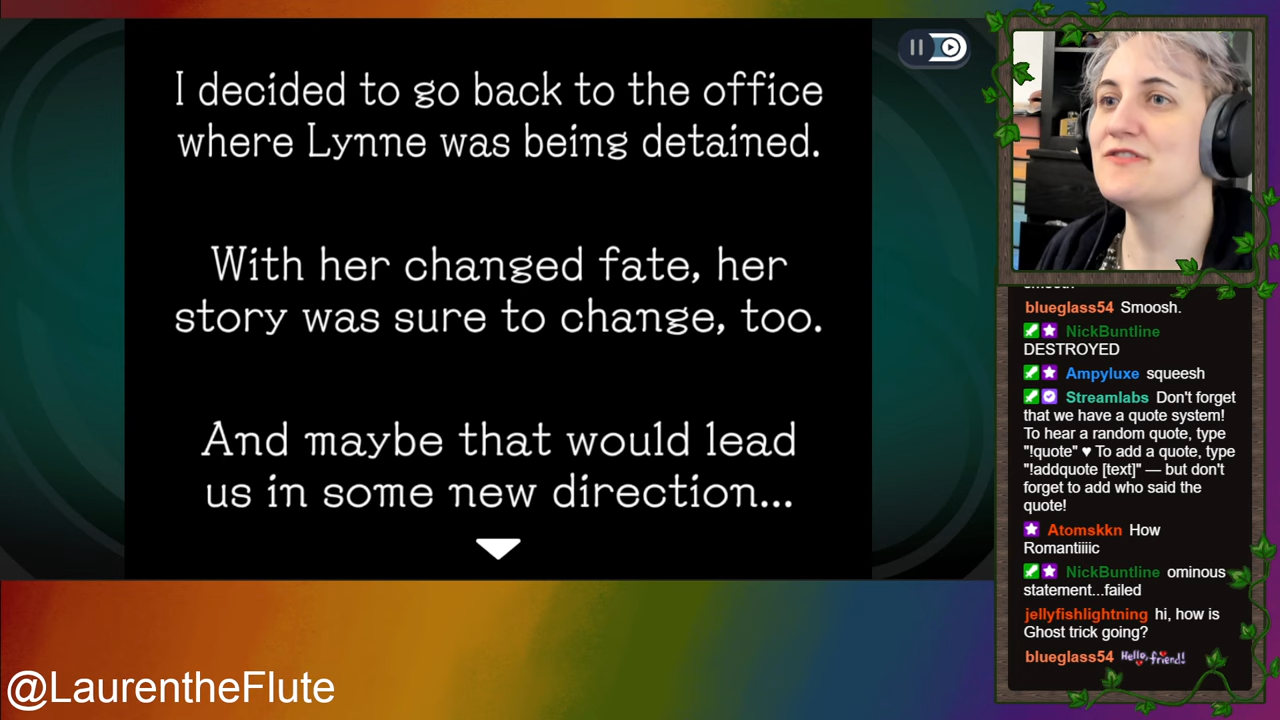 I decided to go back to the office
where Lynne was being detained.
With her changed fate, her
story was sure to change, too.
And maybe that would lead
us in some new direction...
blueglass54 Smoosh.
NickBuntline
DESTROYED
Ampyluxe squeesh
Streamlabs Don't forget
that we have a quote system!
To hear a random quote, type
"!quote" ♥ To add a quote, type
"!addquote [text]" — but don't
forget to add who said the
quote!
Atomskkn How
Romantiiiic
NickBuntline ominous
statement...failed
jellyfishlightning hi, how is
Ghost trick going?
blueglass54 Hello, friend!
@LaurentheFlute